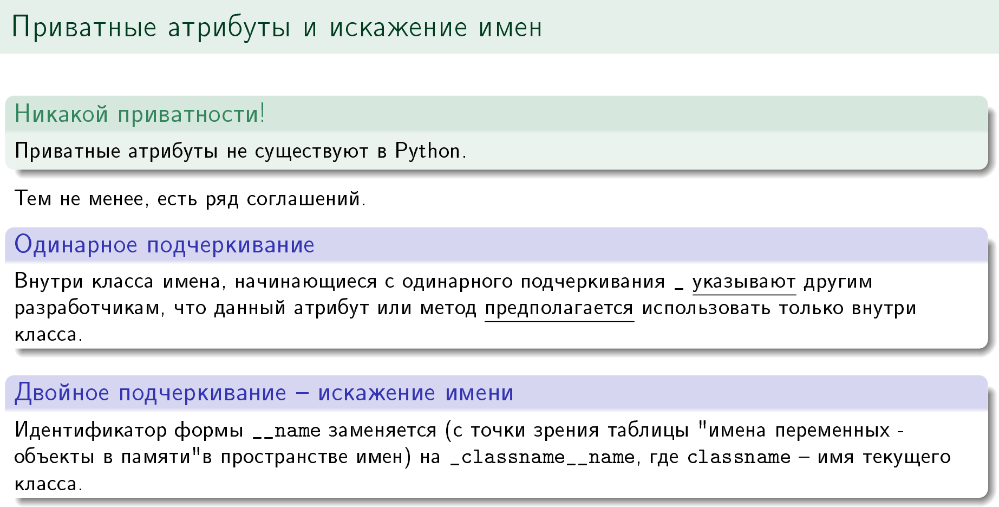 Приватные атрибуты и искажение имен
Никакой приватности!
Приватные атрибуты не существуют в Python.
Тем не менее, есть ряд соглашений.
Одинарное подчеркивание
Внутри класса имена, начинающиеся с одинарного подчеркивания _ указывают другим
разработчикам, что данный атрибут или метод предполагается использовать только внутри
класса.
Двойное подчеркивание – искажение имени
Идентификатор формы __name заменяется (с точки зрения таблицы "имена переменных -
объекты в памяти"в пространстве имен) на _classname__name, где classname – имя текущего
класса.